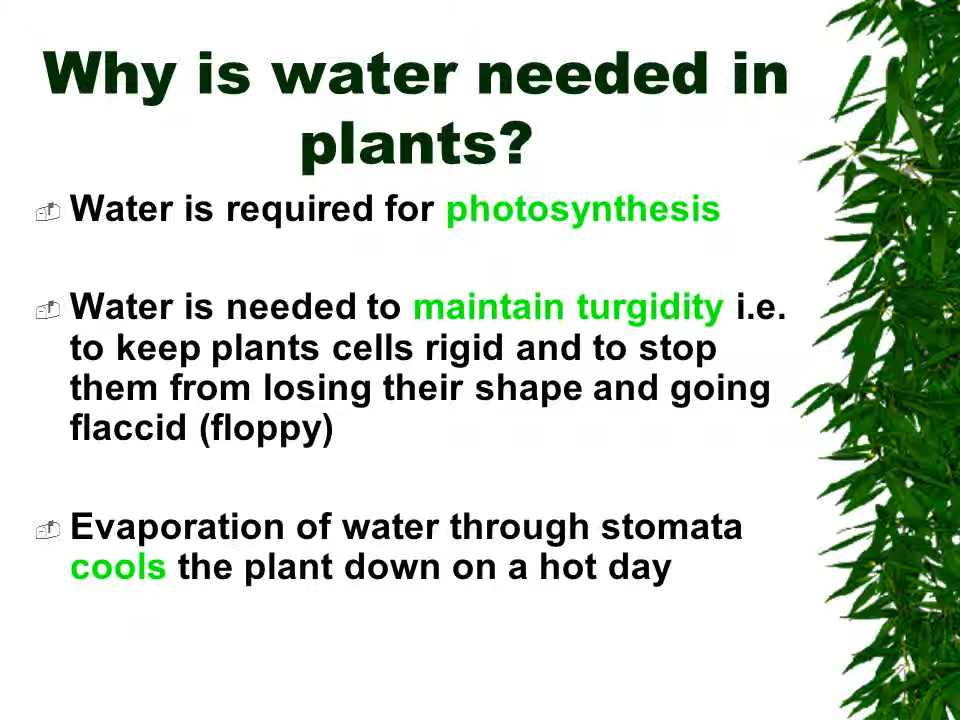 Why is water needed in
plants?
Water is required for photosynthesis
Water is needed to maintain turgidity i.e.
to keep plants cells rigid and to stop
them from losing their shape and going
flaccid (floppy)
Evaporation of water through stomata
cools the plant down on a hot day